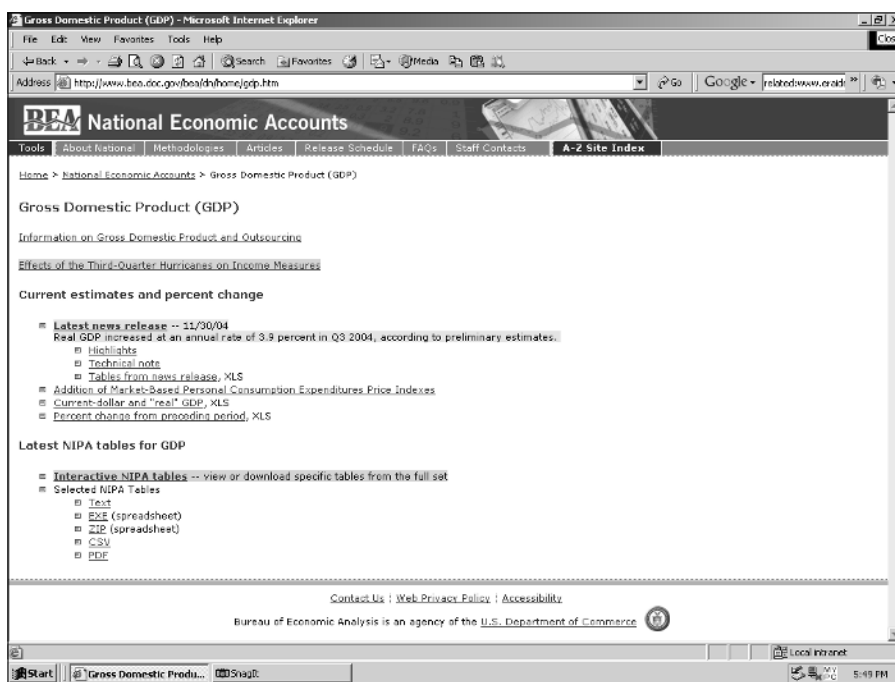 Gross Domestic Product (GDP) - Microsoft Internet Explorer
File Edit View Favorites Tools Help
Clos
Back Search Favorites Media
Address http://www.bea.doc.gov/bea/dn/home/gdp.htm Go Google related:www.eraid
BEA National Economic Accounts
Tools About National Methodologies Articles Release Schedule FAQs Staff Contacts A-Z Site Index
Home > National Economic Accounts > Gross Domestic Product (GDP)
Gross Domestic Product (GDP)
Information on Gross Domestic Product and Outsourcing
Effects of the Third-Quarter Hurricanes on Income Measures
Current estimates and percent change
Latest news release -- 11/30/04
Real GDP increased at an annual rate of 3.9 percent in Q3 2004, according to preliminary estimates.
Highlights
Technical note
Tables from news release, XLS
Addition of Market-Based Personal Consumption Expenditures Price Indexes
Current-dollar and "real" GDP, XLS
Percent change from preceding period, XLS
Latest NIPA tables for GDP
Interactive NIPA tables -- view or download specific tables from the full set
Selected NIPA Tables
Text
EXE (spreadsheet)
ZIP (spreadsheet)
CSV
PDF
Contact Us | Web Privacy Policy | Accessibility
Bureau of Economic Analysis is an agency of the U.S. Department of Commerce
Local intranet
Start Gross Domestic Produ... SnagIt MY PC 5:49 PM